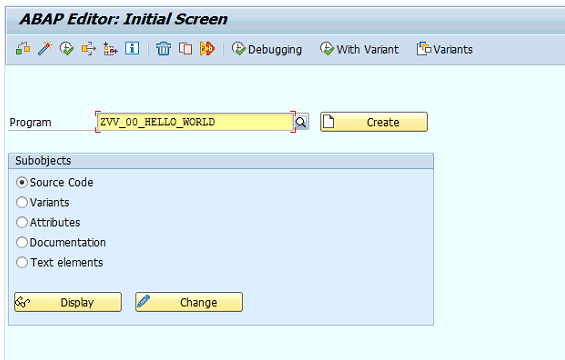 ABAP Editor: Initial Screen
Debugging With Variant Variants
Program ZVV_00_HELLO_WORLD Create
Subobjects
Source Code
Variants
Attributes
Documentation
Text elements
Display Change